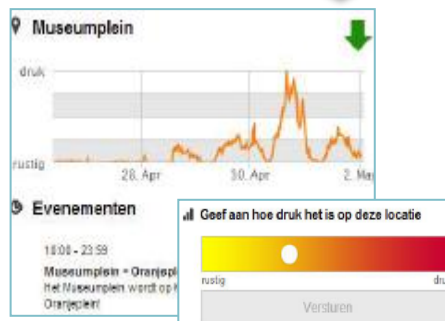 Museumplein
druk
rustig
28. Apr
30. Apr
2. May
Evenementen
18:00 - 23:59
Museumplein = Oranjepl
Het Museumplein wordt op K
Oranjeplein!
Geef aan hoe druk het is op deze locatie
rustig
dru
Versturen